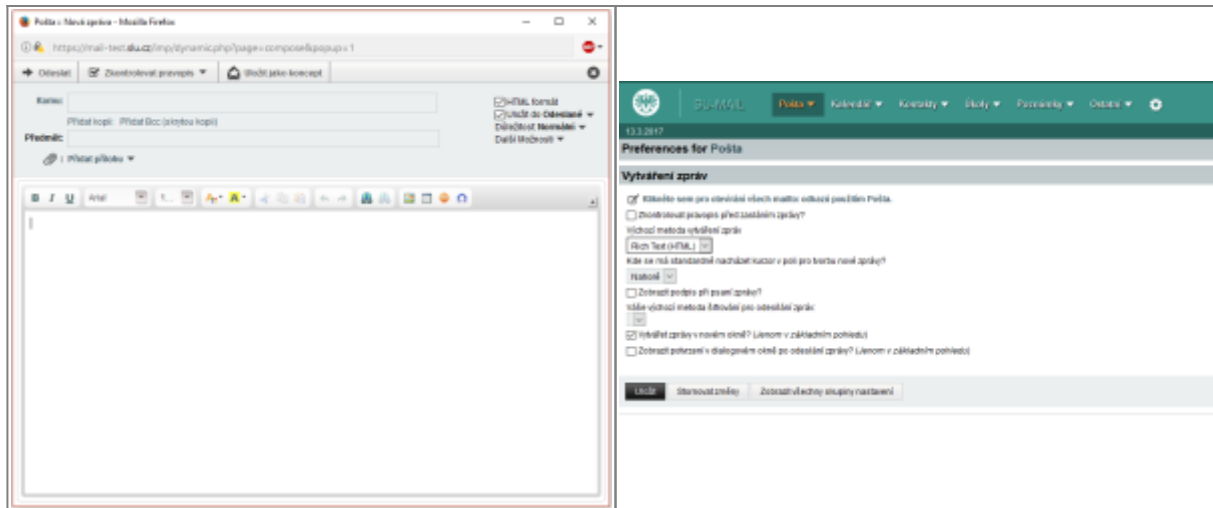 Pošta :: Nová zpráva - Mozilla Firefox
https://mail-test.slu.cz/imp/dynamic.php?page=compose&popup=1
Odeslat Zkontrolovat pravopis Uložit jako koncept
Komu:
HTML formát
Uložit do Odeslané
Přidat kopii Přidat Bcc (skrytou kopii)
Důležitost: Normální
Předmět:
Další Možnosti
Přidat přílohu
B I U Arial
SU-MAIL Pošta Kalendář Kontakty Úkoly Poznámky Ostatní
13.3.2017
Preferences for Pošta
Vytváření zpráv
Klikněte sem pro otevírání všech mailto: odkazů použitím Pošta.
Zkontrolovat pravopis před zasláním zprávy?
Výchozí metoda vytváření zpráv
Rich Text (HTML)
Kde se má standardně nacházet kurzor v poli pro tvorbu nové zprávy?
Nahoře
Zobrazit podpis při psaní zprávy?
Vaše výchozí metoda šifrování pro odesílání zpráv:
Vytvářet zprávy v novém okně? (Jenom v základním pohledu)
Zobrazit potvrzení v dialogovém okně po odeslání zprávy? (Jenom v základním pohledu)
Uložit Stornovat změny Zobrazit všechny skupiny nastavení